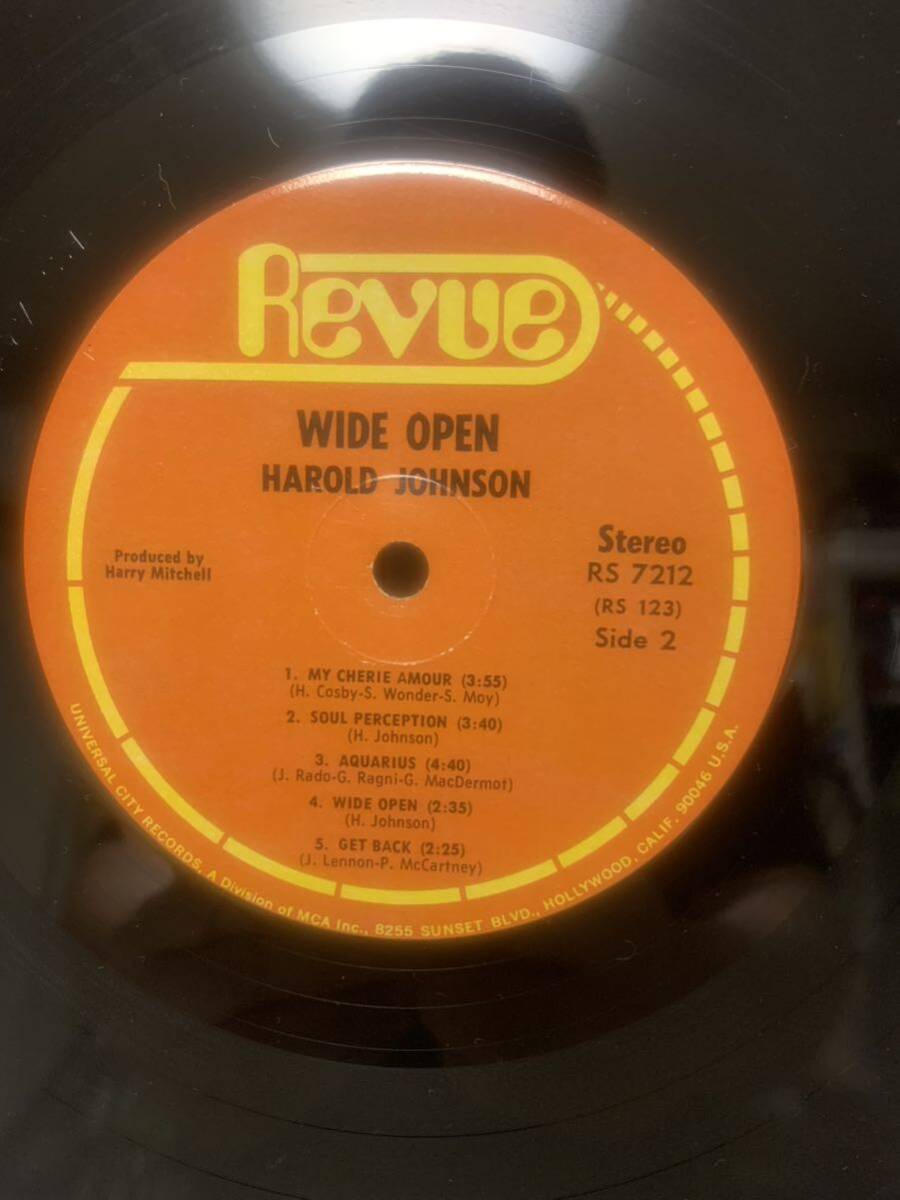 Revue
WIDE OPEN
HAROLD JOHNSON
Produced by
Harry Mitchell
Stereo
RS 7212
(RS 123)
Side 2
1. MY CHERIE AMOUR (3:55)
(H. Cosby-S. Wonder-S. Moy)
2. SOUL PERCEPTION (3:40)
(H. Johnson)
3. AQUARIUS (4:40)
(J. Rado-G. Ragni-G. MacDermot)
4. WIDE OPEN (2:35)
(H. Johnson)
5. GET BACK (2:25)
(J. Lennon-P. McCartney)
UNIVERSAL CITY RECORDS, A Division of MCA Inc., 8255 SUNSET BLVD., HOLLYWOOD, CALIF. 90046 U.S.A.